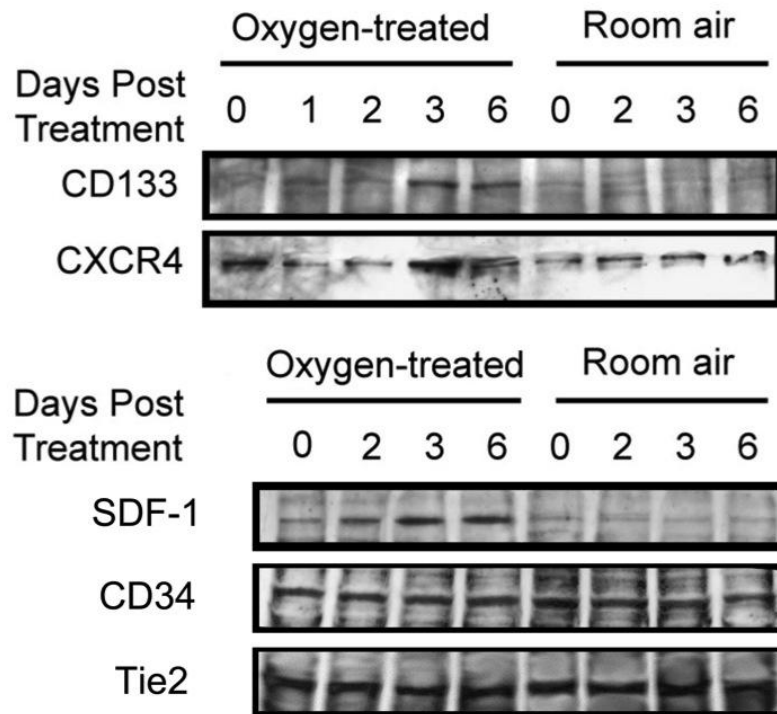 Oxygen-treated Room air
Days Post
Treatment 0 1 2 3 6 0 2 3 6
CD133
CXCR4
Oxygen-treated Room air
Days Post
Treatment 0 2 3 6 0 2 3 6
SDF-1
CD34
Tie2